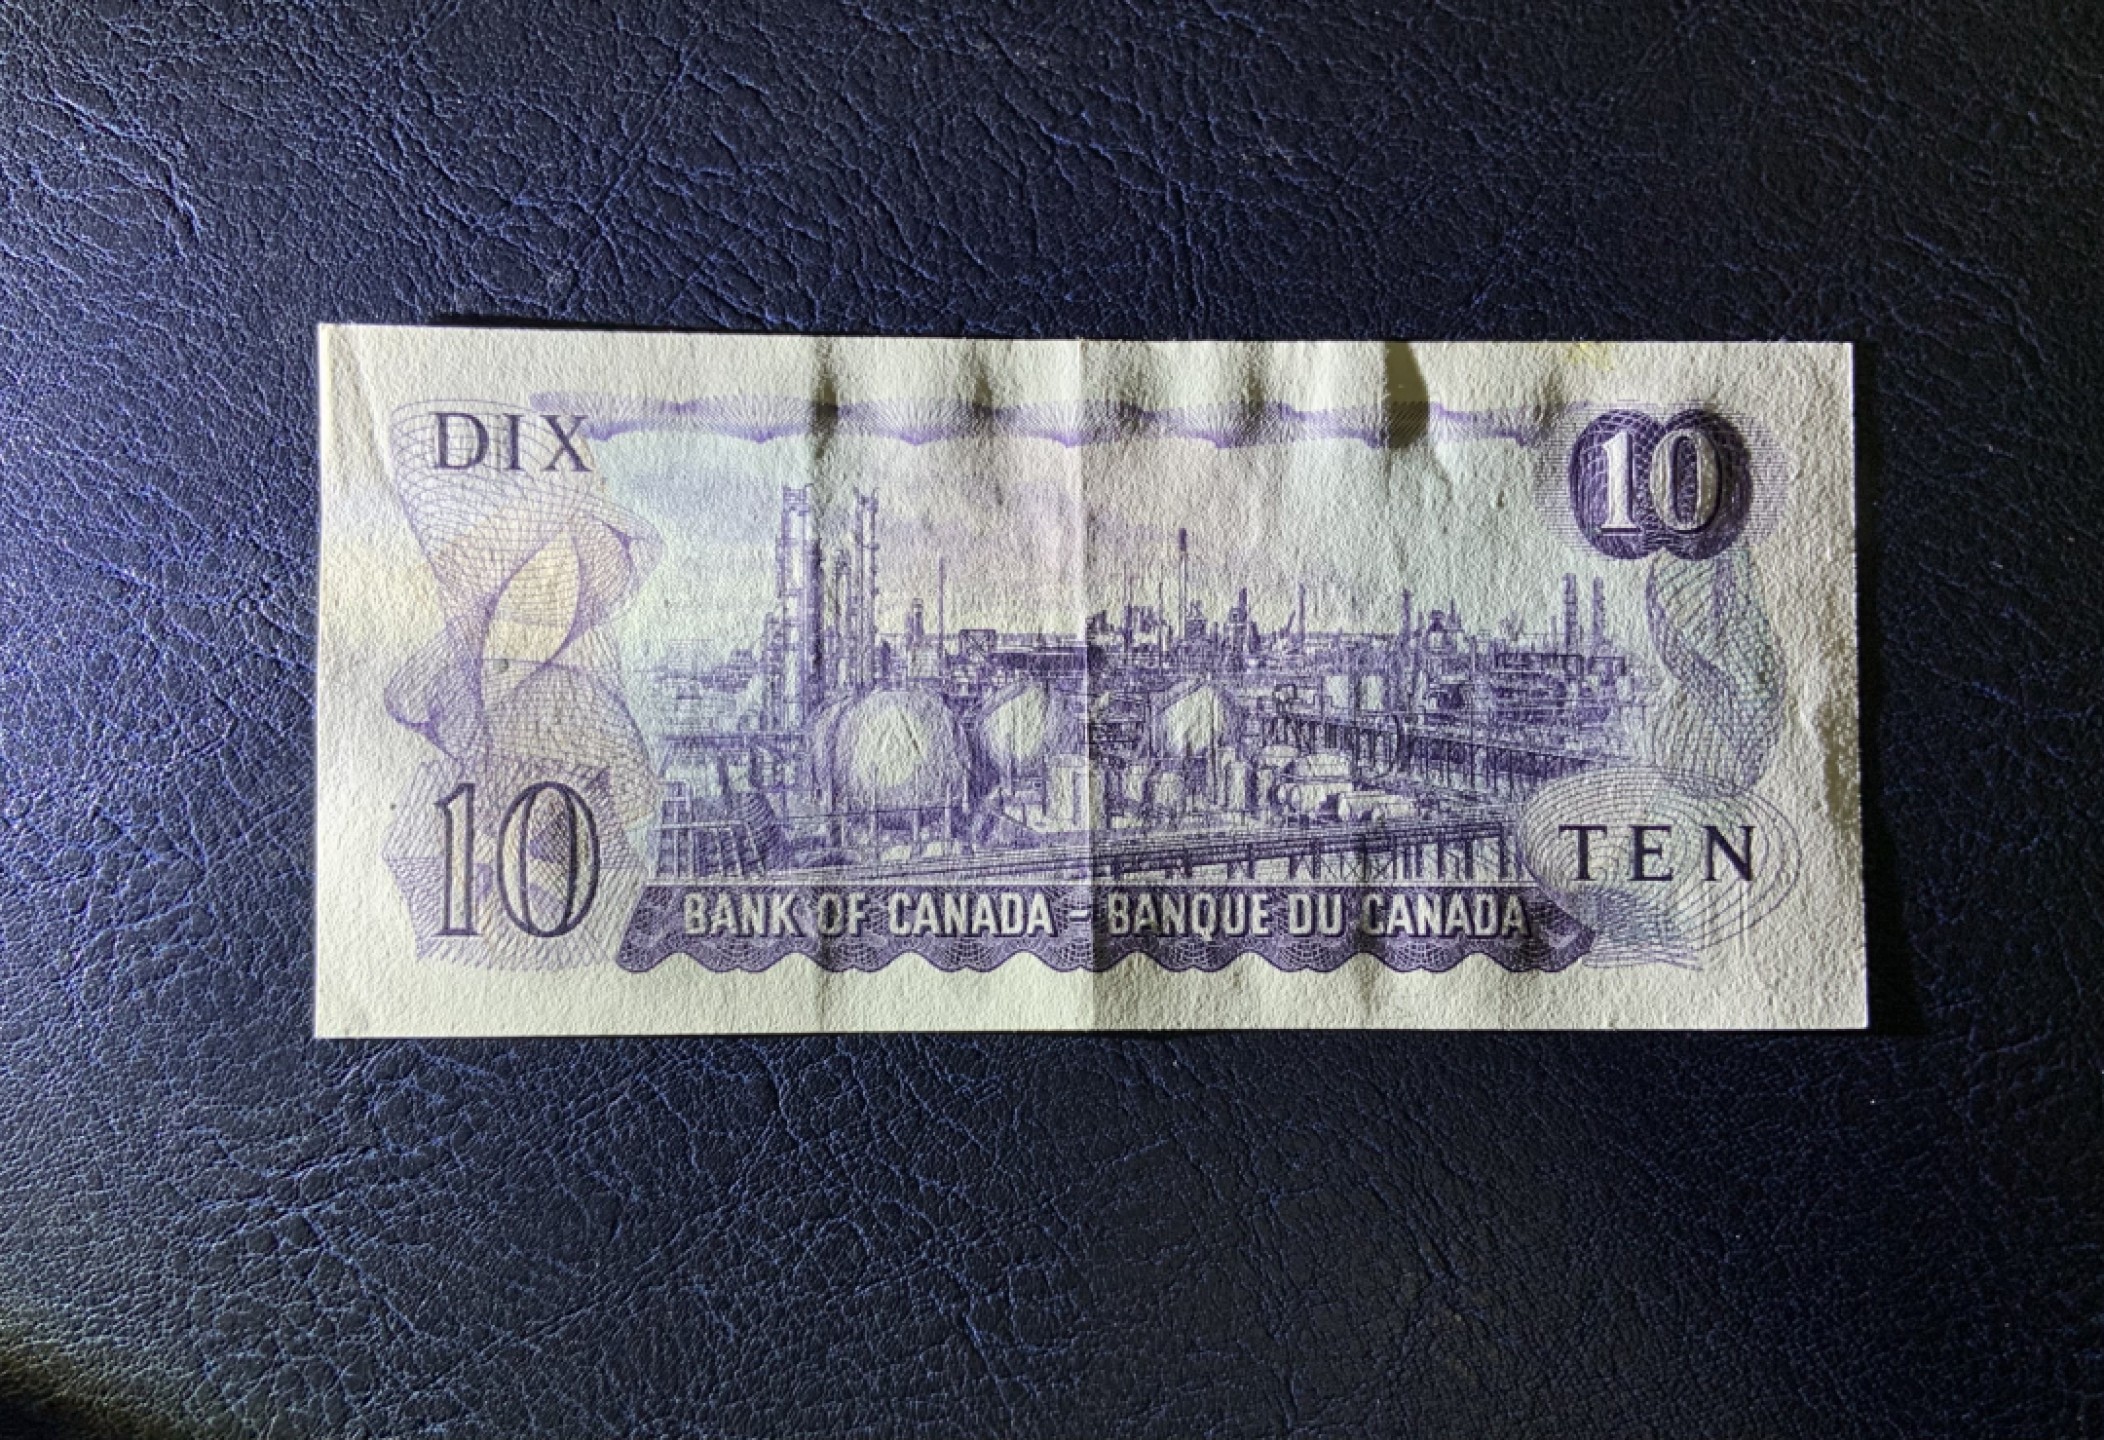 DIX
10
10
TEN
BANK OF CANADA – BANQUE DU CANADA